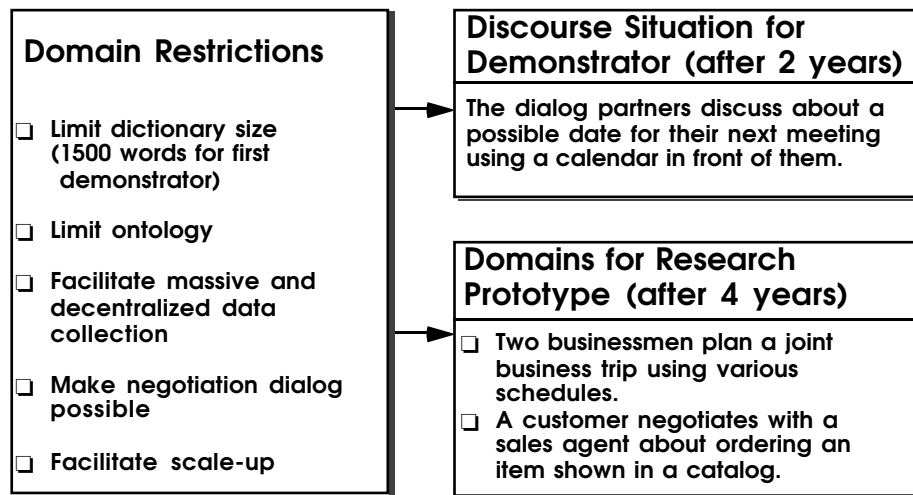 Domain Restrictions
❏ Limit dictionary size
(1500 words for first
demonstrator)
❏ Limit ontology
❏ Facilitate massive and
decentralized data
collection
❏ Make negotiation dialog
possible
❏ Facilitate scale-up
Discourse Situation for
Demonstrator (after 2 years)
The dialog partners discuss about a
possible date for their next meeting
using a calendar in front of them.
Domains for Research
Prototype (after 4 years)
❏ Two businessmen plan a joint
business trip using various
schedules.
❏ A customer negotiates with a
sales agent about ordering an
item shown in a catalog.